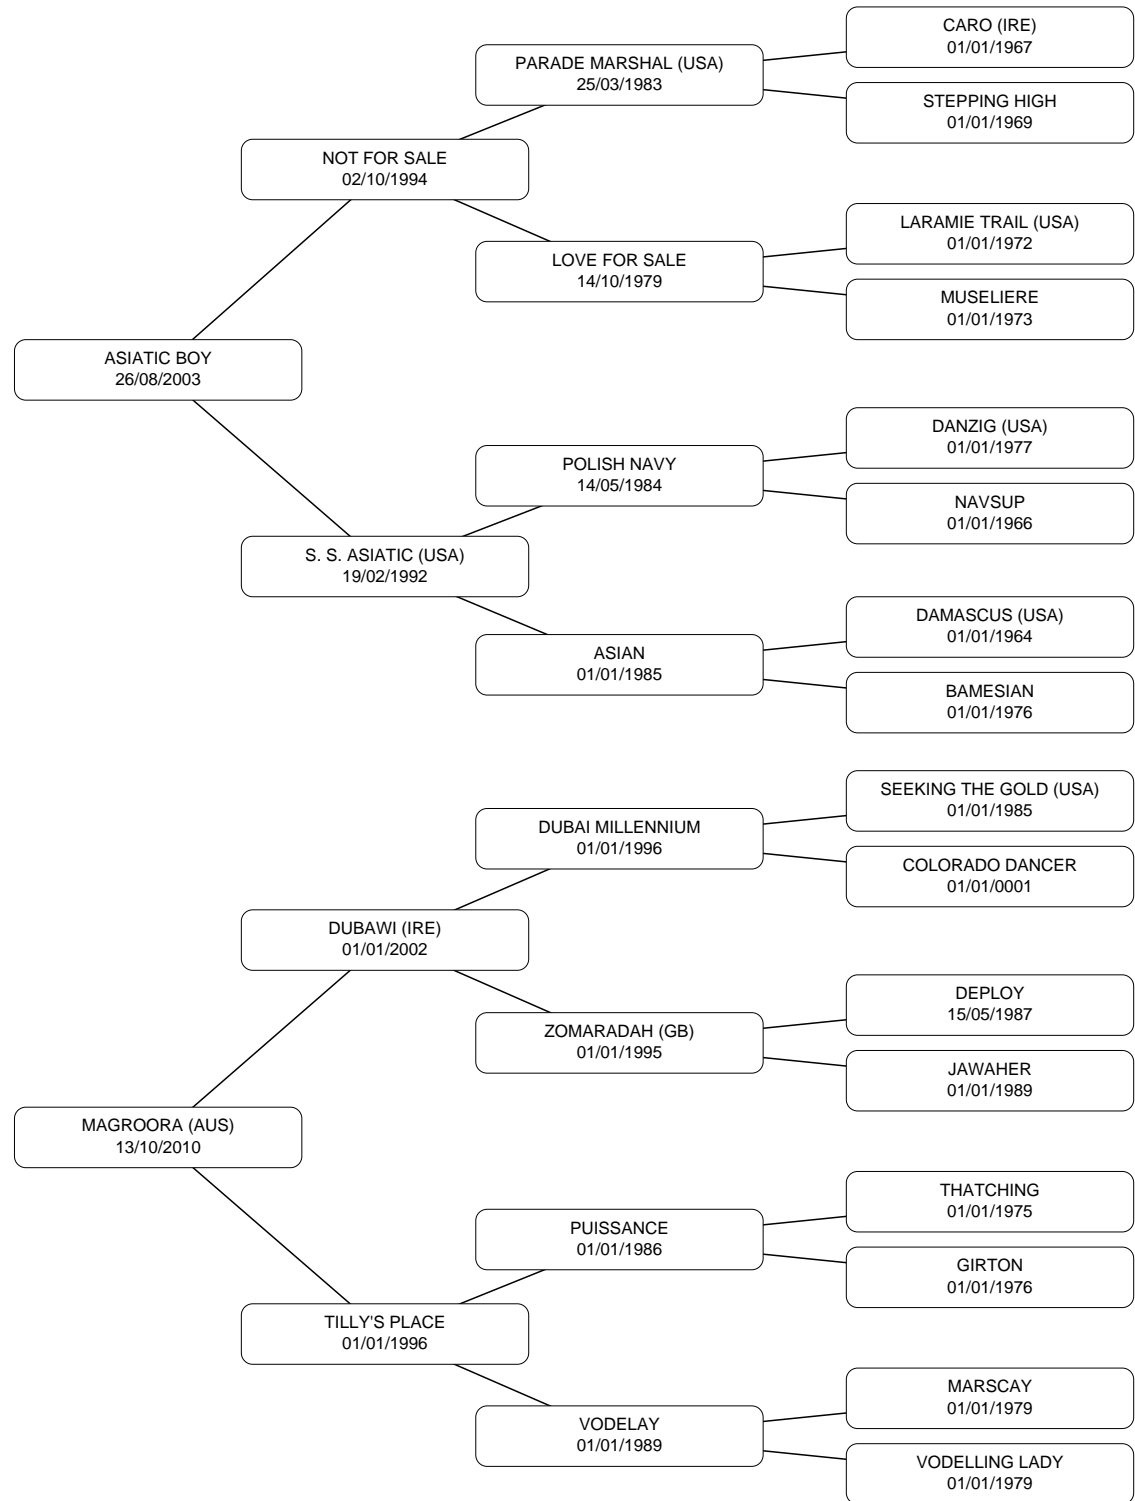 CARO (IRE)
01/01/1967
PARADE MARSHAL (USA)
25/03/1983
STEPPING HIGH
01/01/1969
NOT FOR SALE
02/10/1994
LARAMIE TRAIL (USA)
01/01/1972
LOVE FOR SALE
14/10/1979
MUSELIERE
01/01/1973
ASIATIC BOY
26/08/2003
DANZIG (USA)
01/01/1977
POLISH NAVY
14/05/1984
NAVSUP
01/01/1966
S. S. ASIATIC (USA)
19/02/1992
DAMASCUS (USA)
01/01/1964
ASIAN
01/01/1985
BAMESIAN
01/01/1976
SEEKING THE GOLD (USA)
01/01/1985
DUBAI MILLENNIUM
01/01/1996
COLORADO DANCER
01/01/0001
DUBAWI (IRE)
01/01/2002
DEPLOY
15/05/1987
ZOMARADAH (GB)
01/01/1995
JAWAHER
01/01/1989
MAGROORA (AUS)
13/10/2010
THATCHING
01/01/1975
PUISSANCE
01/01/1986
GIRTON
01/01/1976
TILLY'S PLACE
01/01/1996
MARSCAY
01/01/1979
VODELAY
01/01/1989
VODELLING LADY
01/01/1979